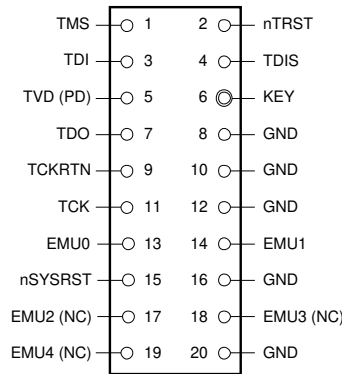 TMS 1 2 nTRST
TDI 3 4 TDIS
TVD (PD) 5 6 KEY
TDO 7 8 GND
TCKRTN 9 10 GND
TCK 11 12 GND
EMU0 13 14 EMU1
nSYSRST 15 16 GND
EMU2 (NC) 17 18 EMU3 (NC)
EMU4 (NC) 19 20 GND